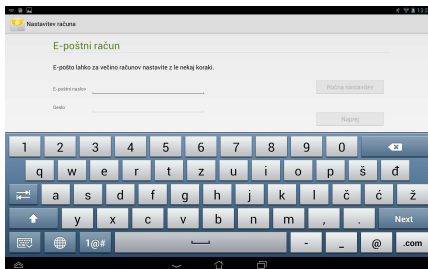 Nastavitev računa
E-poštni račun
E-pošto lahko za večino računov nastavite z le nekaj koraki.
E-poštni naslov
Ročna nastavitev
Geslo
Naprej
1 2 3 4 5 6 7 8 9 0
q w e r t z u i o p š đ
a s d f g h j k l č ć ž
y x c v b n m , . Next
1@# - _ @ .com